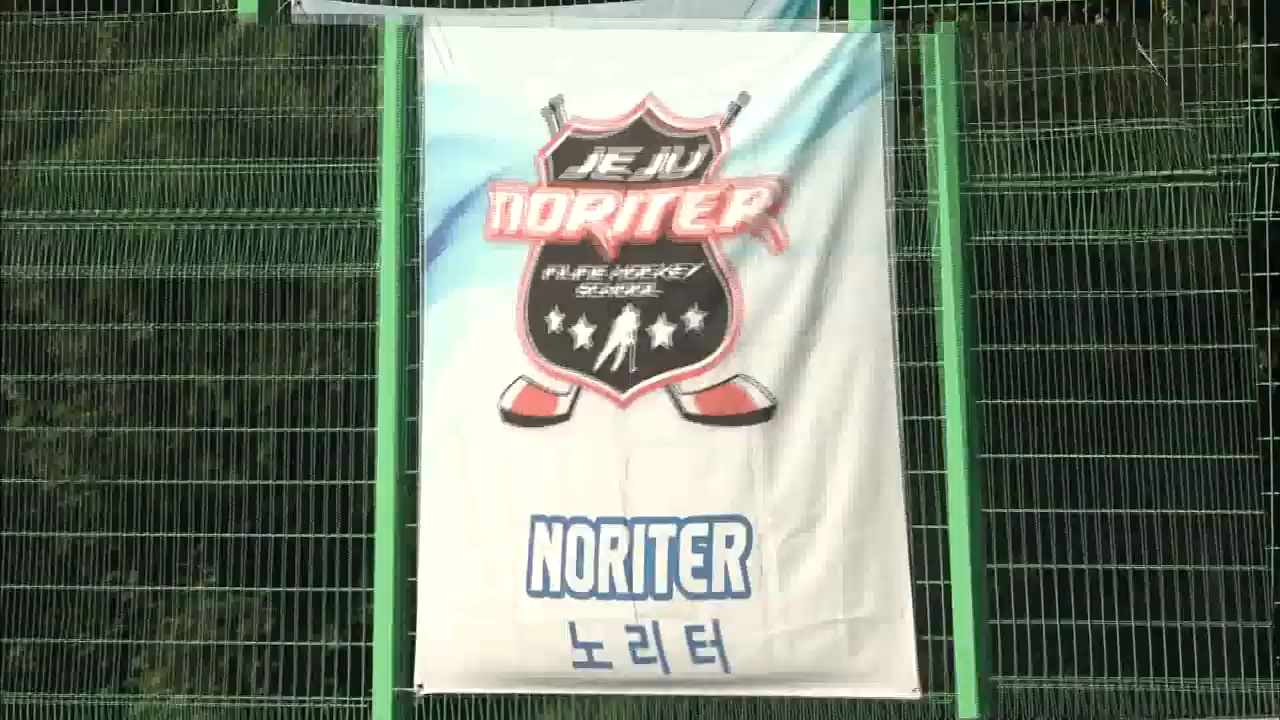 JEJU
NORITER
INLINE HOCKEY
SCHOOL
NORITER
노리터